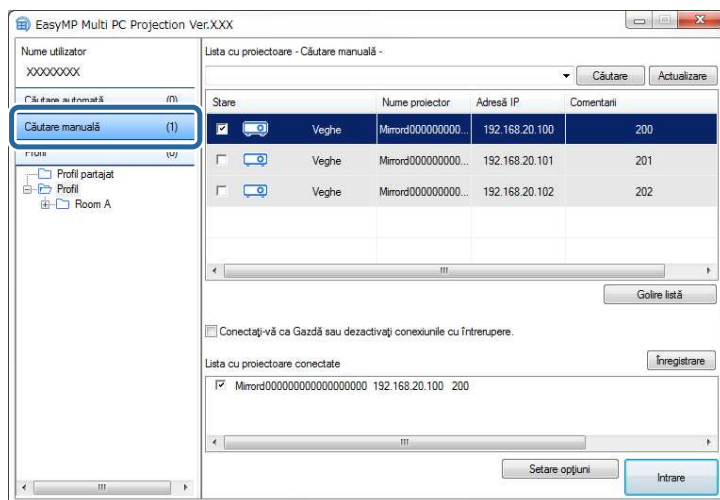 EasyMP Multi PC Projection Ver.XXX
Nume utilizator
XXXXXXXX
Căutare automată (0)
Căutare manuală (1)
Profil (0)
Profil partajat
Profil
Room A
Lista cu proiectoare - Căutare manuală -
Căutare Actualizare
Stare Nume proiector Adresă IP Comentarii
Veghe Mirrord000000000... 192.168.20.100 200
Veghe Mirrord000000000... 192.168.20.101 201
Veghe Mirrord000000000... 192.168.20.102 202
Golire listă
Conectaţi-vă ca Gazdă sau dezactivaţi conexiunile cu întrerupere.
Lista cu proiectoare conectate Înregistrare
Mirrord000000000000000000 192.168.20.100 200
Setare opţiuni Intrare